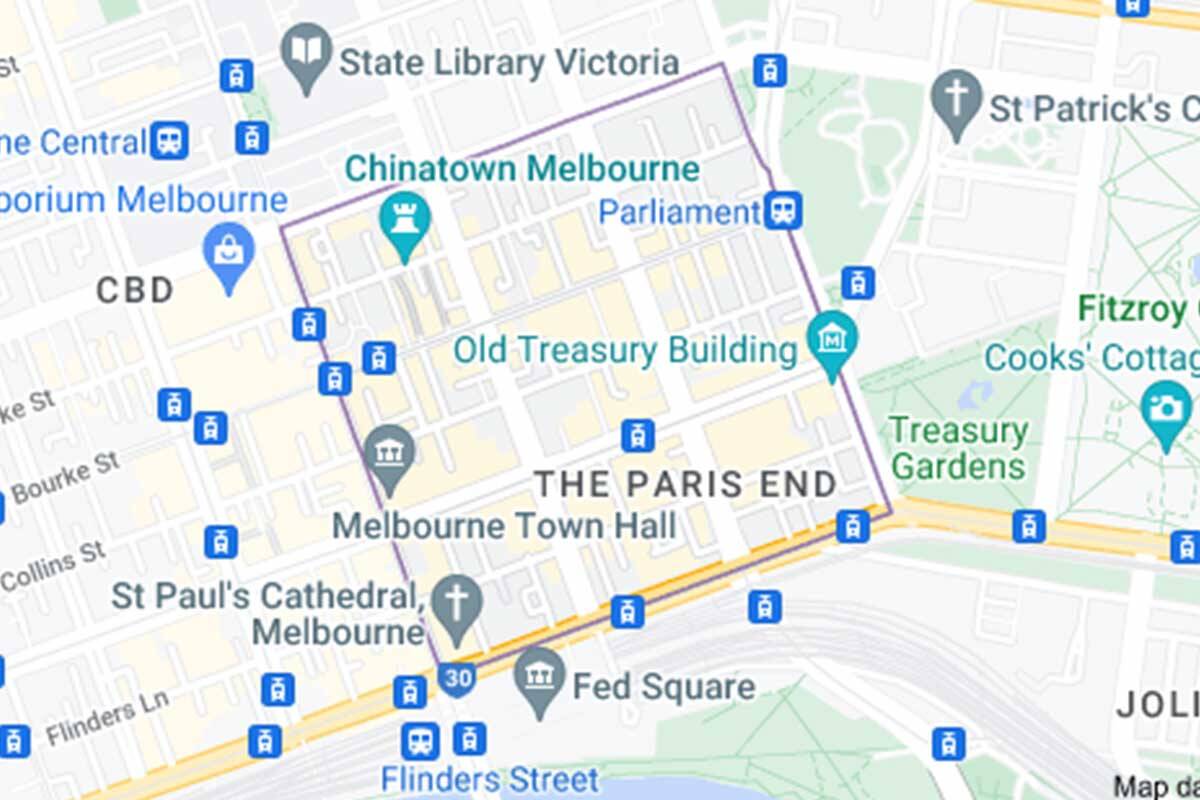 st
State Library Victoria
St Patrick's C
ne Central
Chinatown Melbourne
porium Melbourne
Parliament
CBD
Fitzroy
Old Treasury Building
Cooks' Cottag
ke St
Treasury
Gardens
Bourke St
THE PARIS END
Melbourne Town Hall
Collins St
St Paul's Cathedral,
Melbourne
30
Fed Square
Flinders Ln
JOLI
Flinders Street
Map da